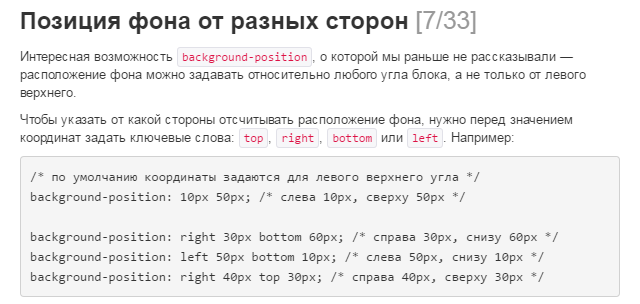 Позиция фона от разных сторон [7/33]
Интересная возможность background-position, о которой мы раньше не рассказывали —
расположение фона можно задавать относительно любого угла блока, а не только от левого
верхнего.
Чтобы указать от какой стороны отсчитывать расположение фона, нужно перед значением
координат задать ключевые слова: top, right, bottom или left. Например:
/* по умолчанию координаты задаются для левого верхнего угла */
background-position: 10px 50px; /* слева 10px, сверху 50px */
background-position: right 30px bottom 60px; /* справа 30px, снизу 60px */
background-position: left 50px bottom 10px; /* слева 50px, снизу 10px */
background-position: right 40px top 30px; /* справа 40px, сверху 30px */